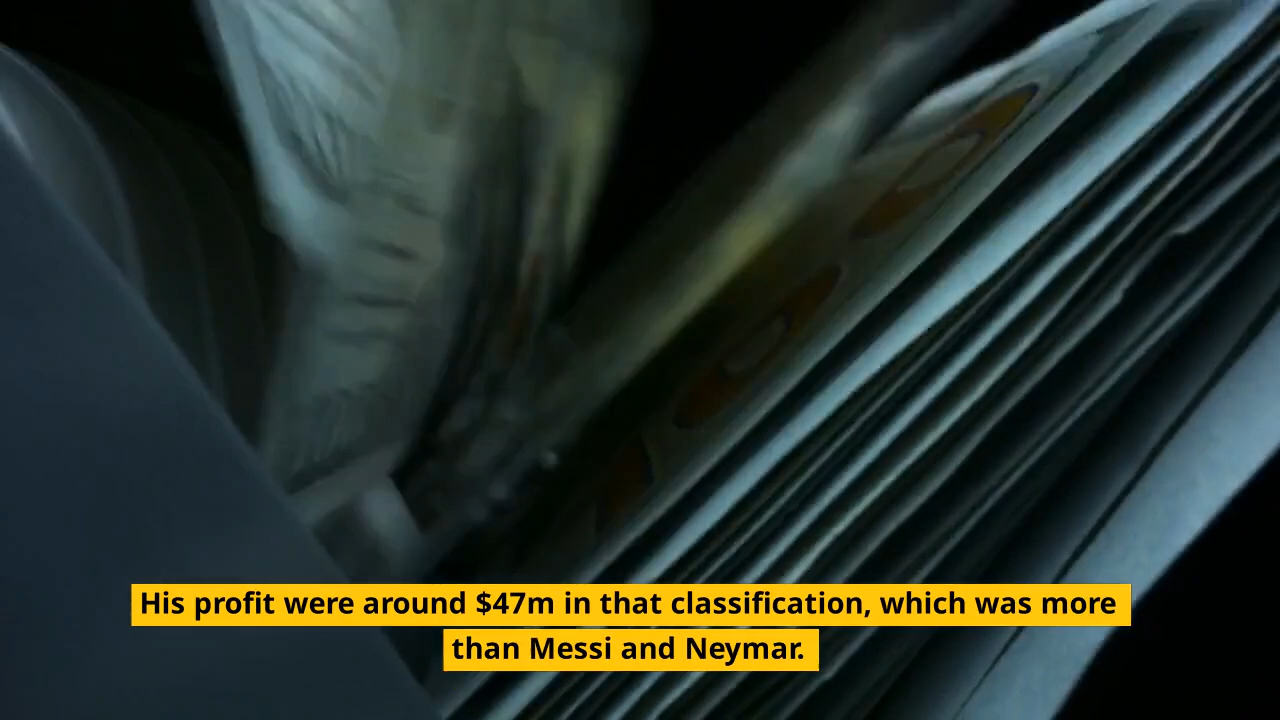 His profit were around $47m in that classification, which was more
than Messi and Neymar.